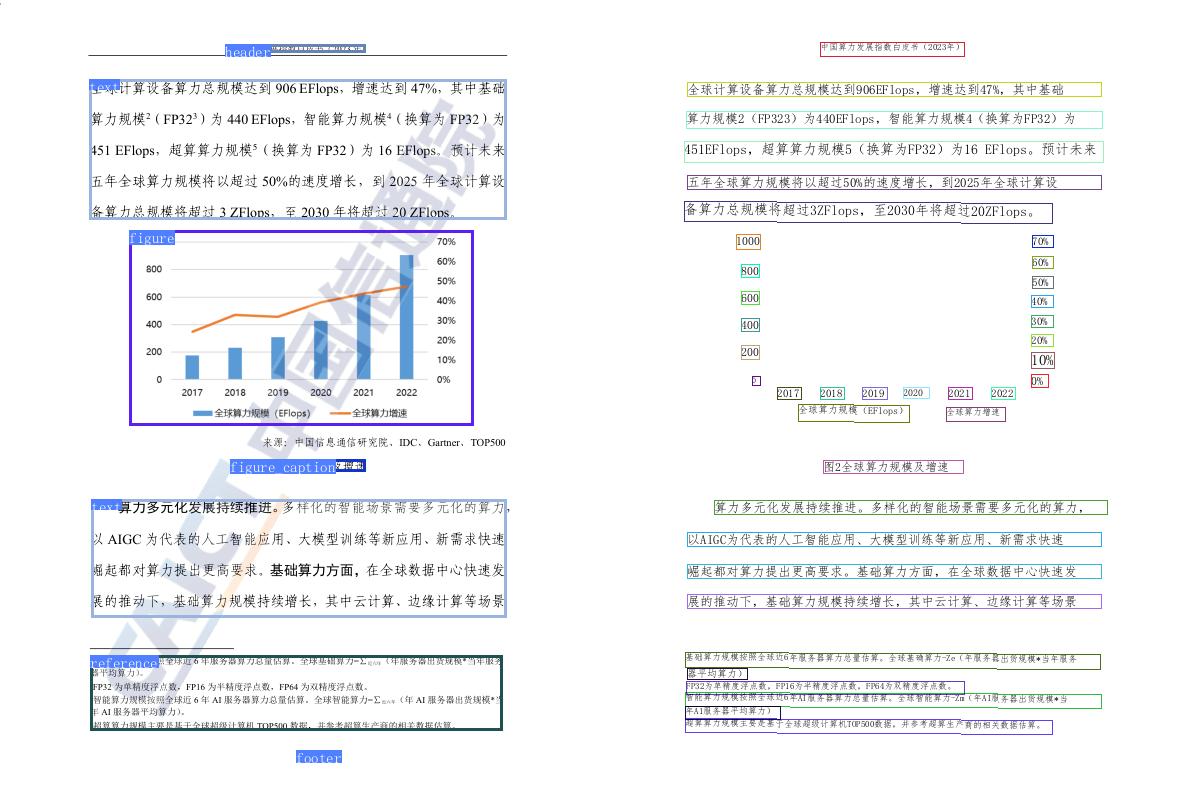 header
text
全球计算设备算力总规模达到 906 EFlops，增速达到 47%，其中基础
算力规模2（FP323）为 440 EFlops，智能算力规模4（换算为 FP32）为
451 EFlops，超算算力规模5（换算为 FP32）为 16 EFlops。预计未来
五年全球算力规模将以超过 50%的速度增长，到 2025 年全球计算设
备算力总规模将超过 3 ZFlops，至 2030 年将超过 20 ZFlops。
figure
800
600
400
200
0
70%
60%
50%
40%
30%
20%
10%
0%
2017 2018 2019 2020 2021 2022
全球算力规模（EFlops） 全球算力增速
来源：中国信息通信研究院、IDC、Gartner、TOP500
figure caption
text
算力多元化发展持续推进。多样化的智能场景需要多元化的算力，
以 AIGC 为代表的人工智能应用、大模型训练等新应用、新需求快速
崛起都对算力提出更高要求。基础算力方面，在全球数据中心快速发
展的推动下，基础算力规模持续增长，其中云计算、边缘计算等场景
reference
照全球近 6 年服务器算力总量估算。全球基础算力=∑（年服务器出货规模*当年服务
器平均算力）。
FP32 为单精度浮点数，FP16 为半精度浮点数，FP64 为双精度浮点数。
智能算力规模按照全球近 6 年 AI 服务器算力总量估算。全球智能算力=∑（年 AI 服务器出货规模*当
年 AI 服务器平均算力）。
超算算力规模主要是基于全球超级计算机 TOP500 数据，并参考超算生产商的相关数据估算。
footer
CAICT 中国信通院
中国算力发展指数白皮书（2023年）
全球计算设备算力总规模达到906EFlops，增速达到47%，其中基础
算力规模2（FP323）为440EFlops，智能算力规模4（换算为FP32）为
451EFlops，超算算力规模5（换算为FP32）为16 EFlops。预计未来
五年全球算力规模将以超过50%的速度增长，到2025年全球计算设
备算力总规模将超过3ZFlops，至2030年将超过20ZFlops。
1000
800
600
400
200
70%
60%
50%
40%
30%
20%
10%
0%
2017 2018 2019 2020 2021 2022
全球算力规模（EFlops） 全球算力增速
图2全球算力规模及增速
算力多元化发展持续推进。多样化的智能场景需要多元化的算力，
以AIGC为代表的人工智能应用、大模型训练等新应用、新需求快速
崛起都对算力提出更高要求。基础算力方面，在全球数据中心快速发
展的推动下，基础算力规模持续增长，其中云计算、边缘计算等场景
基础算力规模按照全球近6年服务器算力总量估算。全球基础算力-Ze（年服务器出货规模*当年服务
器平均算力）
FP32为单精度浮点数，FP16为半精度浮点数，FP64为双精度浮点数。
智能算力规模按照全球近6年AI服务器算力总量估算。全球智能算力-Zm（年AI服务器出货规模*当
年AI服务器平均算力）
超算算力规模主要是基于全球超级计算机TOP500数据，并参考超算生产商的相关数据估算。